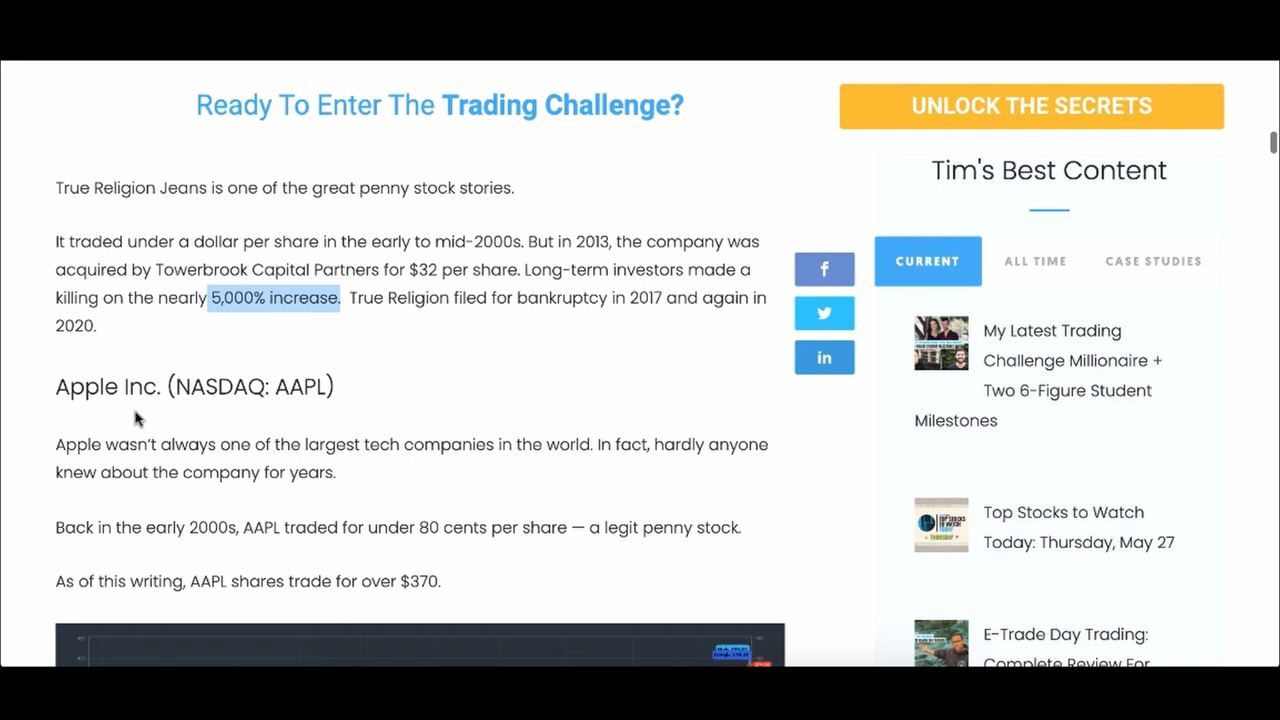 Ready To Enter The Trading Challenge?
UNLOCK THE SECRETS
True Religion Jeans is one of the great penny stock stories.
It traded under a dollar per share in the early to mid-2000s. But in 2013, the company was
acquired by Towerbrook Capital Partners for $32 per share. Long-term investors made a
killing on the nearly 5,000% increase. True Religion filed for bankruptcy in 2017 and again in
2020.
Apple Inc. (NASDAQ: AAPL)
Apple wasn't always one of the largest tech companies in the world. In fact, hardly anyone
knew about the company for years.
Back in the early 2000s, AAPL traded for under 80 cents per share — a legit penny stock.
As of this writing, AAPL shares trade for over $370.
f
in
Tim's Best Content
CURRENT
ALL TIME
CASE STUDIES
My Latest Trading
Challenge Millionaire +
Two 6-Figure Student
Milestones
Top Stocks to Watch
Today: Thursday, May 27
E-Trade Day Trading:
Complete Review For